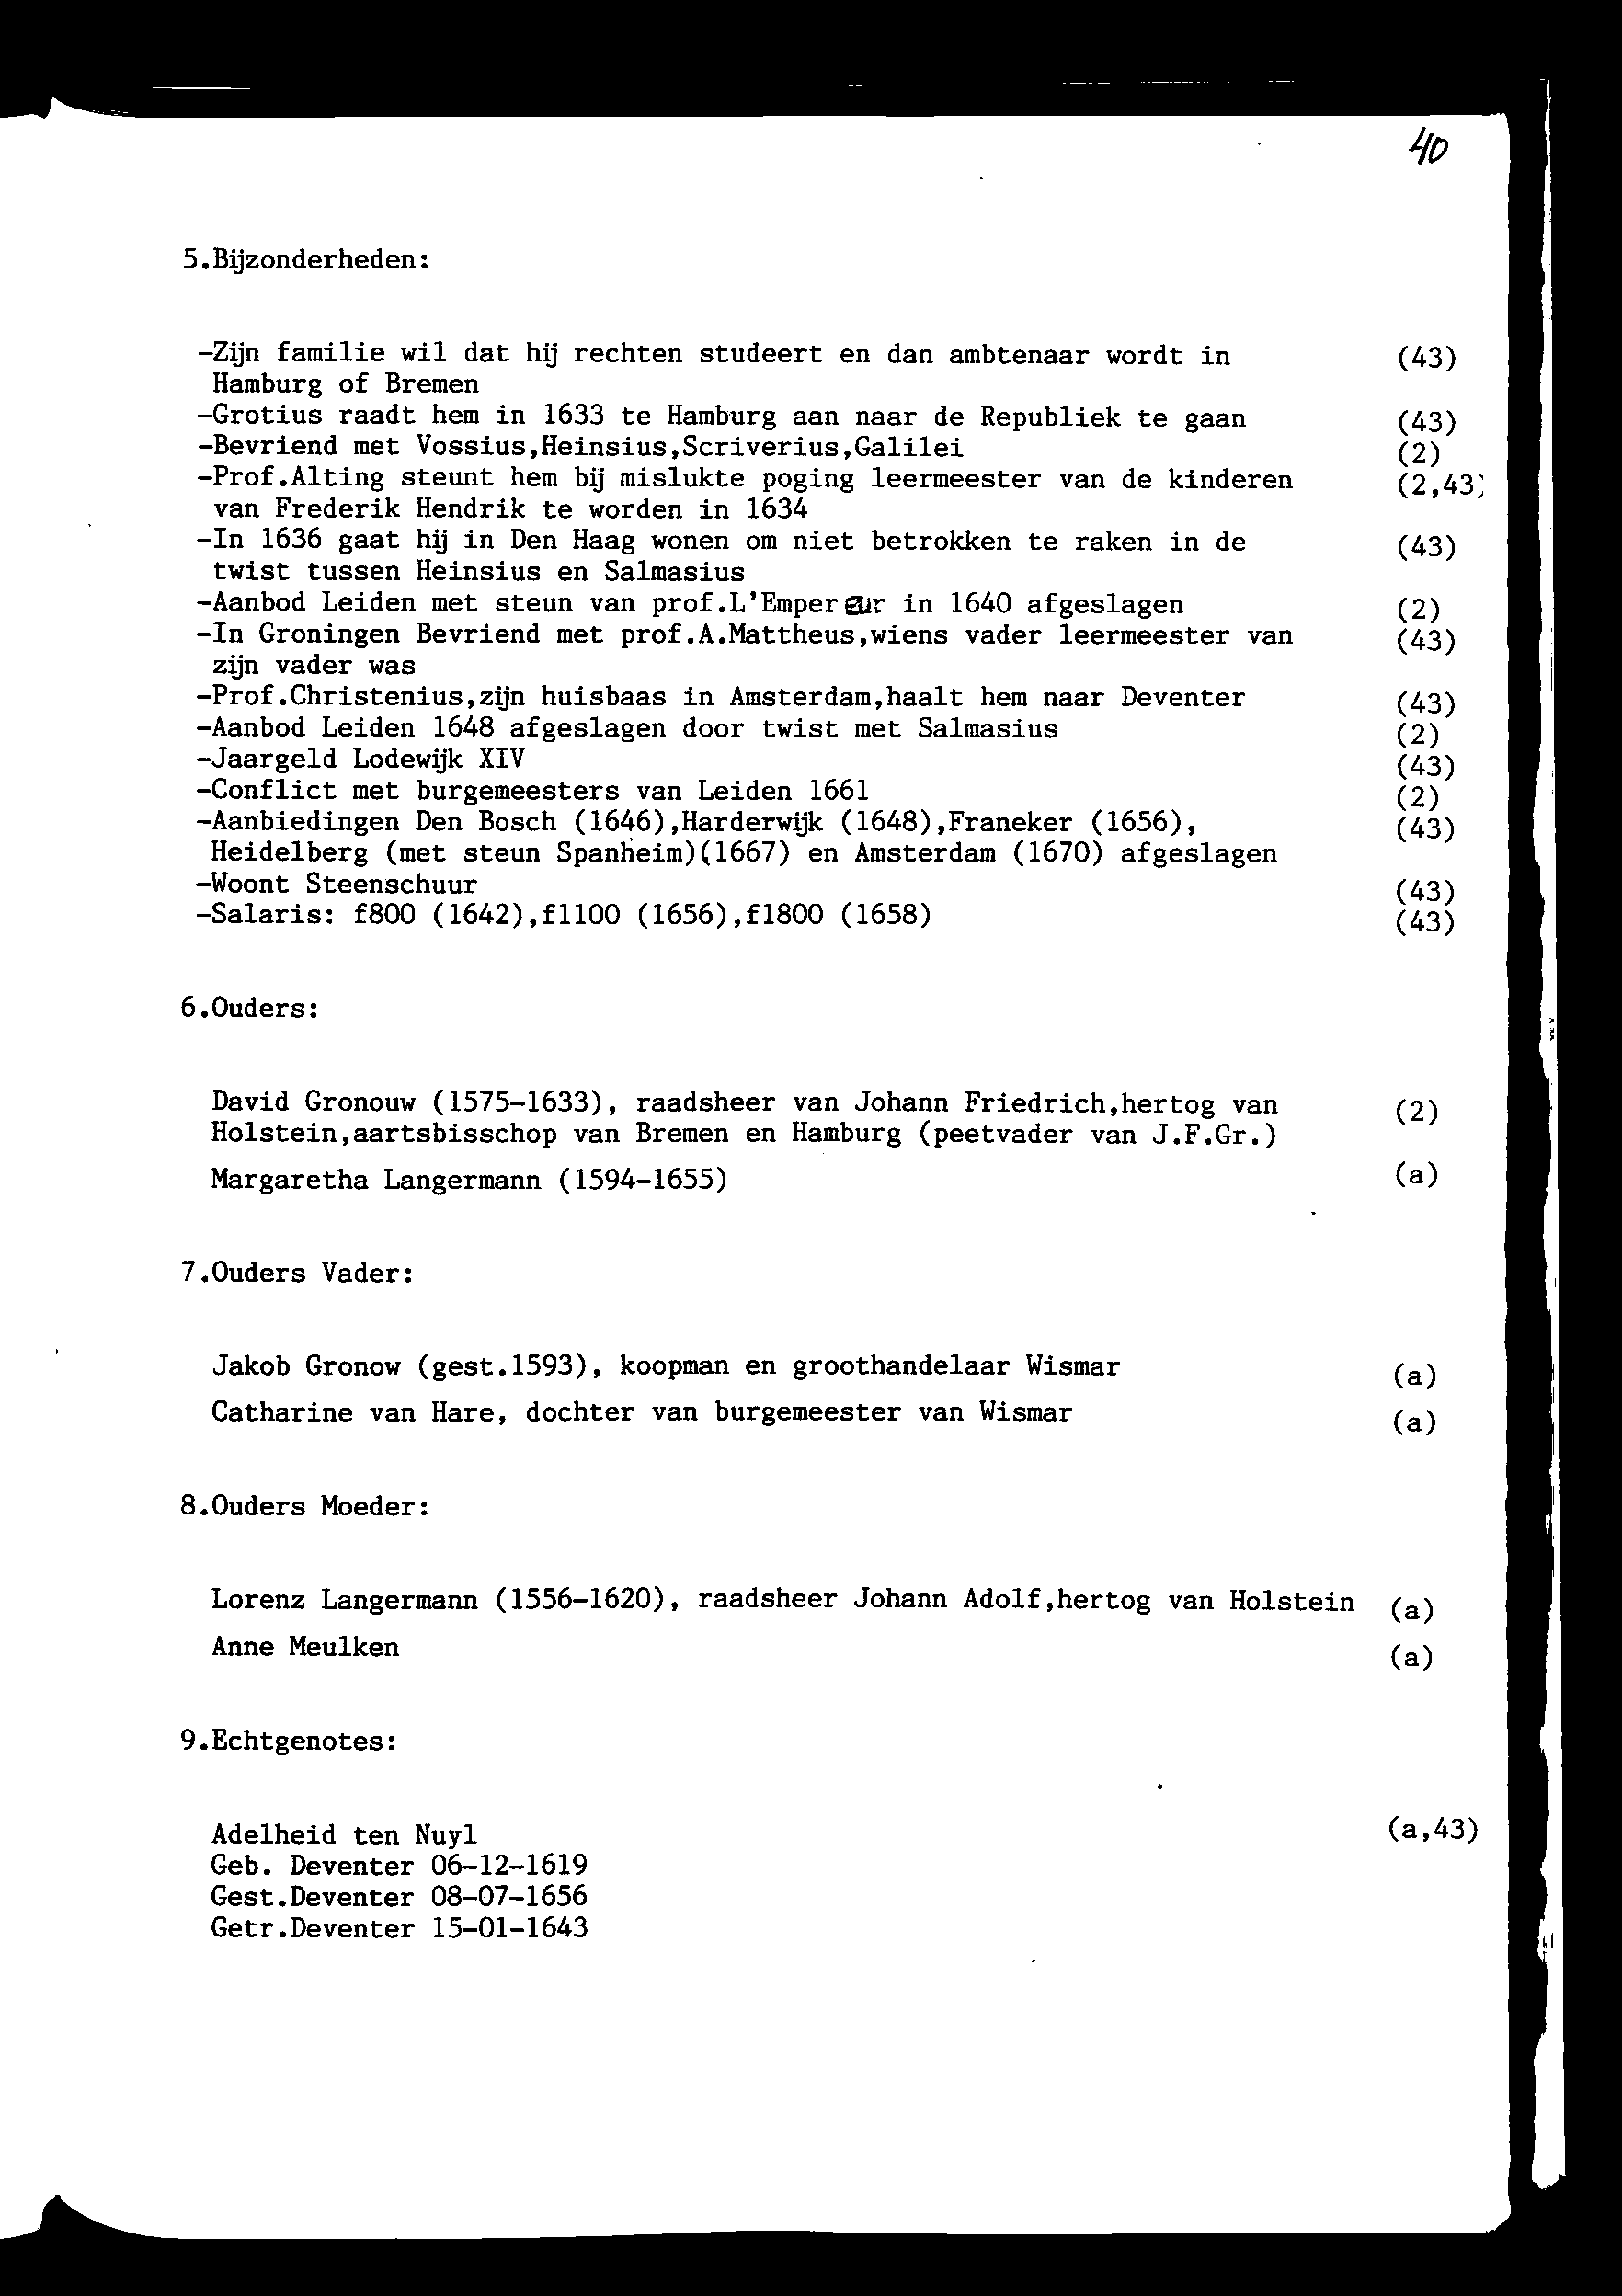 40
5.Bijzonderheden:
-Zijn familie wil dat hij rechten studeert en dan ambtenaar wordt in (43)
Hamburg of Bremen
-Grotius raadt hem in 1633 te Hamburg aan naar de Republiek te gaan (43)
-Bevriend met Vossius,Heinsius,Scriverius,Galilei (2)
-Prof.Alting steunt hem bij mislukte poging leermeester van de kinderen (2,43)
van Frederik Hendrik te worden in 1634
-In 1636 gaat hij in Den Haag wonen om niet betrokken te raken in de (43)
twist tussen Heinsius en Salmasius
-Aanbod Leiden met steun van prof.L'Empereur in 1640 afgeslagen (2)
-In Groningen Bevriend met prof.A.Mattheus,wiens vader leermeester van (43)
zijn vader was
-Prof.Christenius,zijn huisbaas in Amsterdam,haalt hem naar Deventer (43)
-Aanbod Leiden 1648 afgeslagen door twist met Salmasius (2)
-Jaargeld Lodewijk XIV (43)
-Conflict met burgemeesters van Leiden 1661 (2)
-Aanbiedingen Den Bosch (1646),Harderwijk (1648),Franeker (1656), (43)
Heidelberg (met steun Spanheim)(1667) en Amsterdam (1670) afgeslagen
-Woont Steenschuur (43)
-Salaris: f800 (1642),f1100 (1656),f1800 (1658) (43)
6.Ouders:
David Gronouw (1575-1633), raadsheer van Johann Friedrich,hertog van (2)
Holstein,aartsbisschop van Bremen en Hamburg (peetvader van J.F.Gr.)
Margaretha Langermann (1594-1655) (a)
7.Ouders Vader:
Jakob Gronow (gest.1593), koopman en groothandelaar Wismar (a)
Catharine van Hare, dochter van burgemeester van Wismar (a)
8.Ouders Moeder:
Lorenz Langermann (1556-1620), raadsheer Johann Adolf,hertog van Holstein (a)
Anne Meulken (a)
9.Echtgenotes:
Adelheid ten Nuyl (a,43)
Geb. Deventer 06-12-1619
Gest.Deventer 08-07-1656
Getr.Deventer 15-01-1643